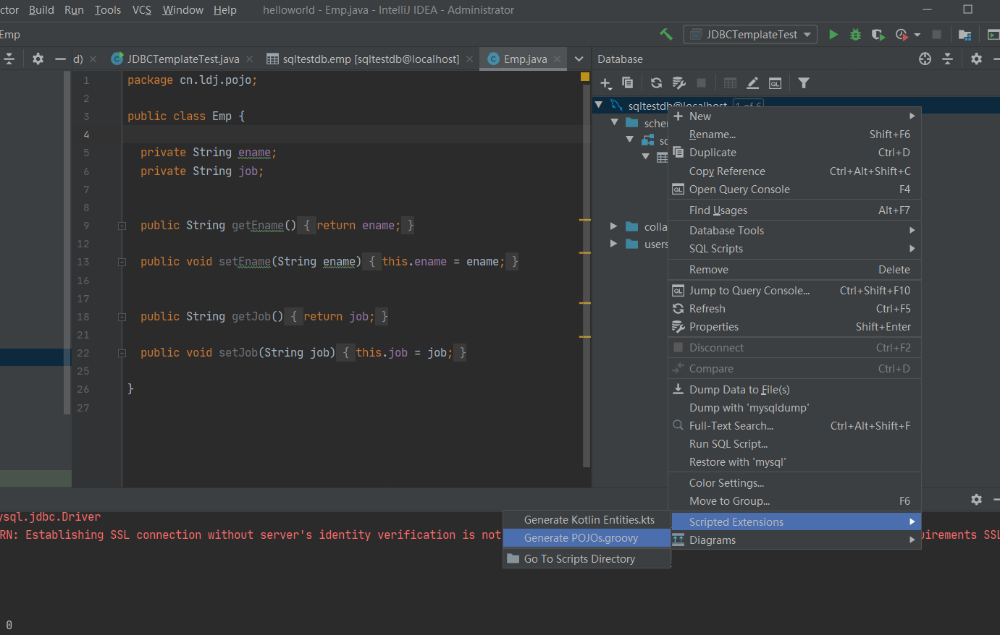 ctor Build Run Tools VCS Window Help helloworld - Emp.java - IntelliJ IDEA - Administrator
Emp
JDBCTemplateTest
d) JDBCTemplateTest.java sqltestdb.emp [sqltestdb@localhost] Emp.java
Database
1 package cn.ldj.pojo;
2
3 public class Emp {
4
5 private String ename;
6 private String job;
7
8
9 public String getEname() { return ename; }
12
13 public void setEname(String ename) { this.ename = ename; }
16
17
18 public String getJob() { return job; }
21
22 public void setJob(String job) { this.job = job; }
25
26 }
27
sqltestdb@localhost 1 of 6
scher
sc
colla
users
New
Rename... Shift+F6
Duplicate Ctrl+D
Copy Reference Ctrl+Alt+Shift+C
QL Open Query Console F4
Find Usages Alt+F7
Database Tools
SQL Scripts
Remove Delete
QL Jump to Query Console... Ctrl+Shift+F10
Refresh Ctrl+F5
Properties Shift+Enter
Disconnect Ctrl+F2
Compare Ctrl+D
Dump Data to File(s)
Dump with 'mysqldump'
Full-Text Search... Ctrl+Alt+Shift+F
Run SQL Script...
Restore with 'mysql'
Color Settings...
Move to Group... F6
Scripted Extensions
Diagrams
Generate Kotlin Entities.kts
Generate POJOs.groovy
Go To Scripts Directory
ysql.jdbc.Driver
RN: Establishing SSL connection without server's identity verification is not
uirements SSL
0